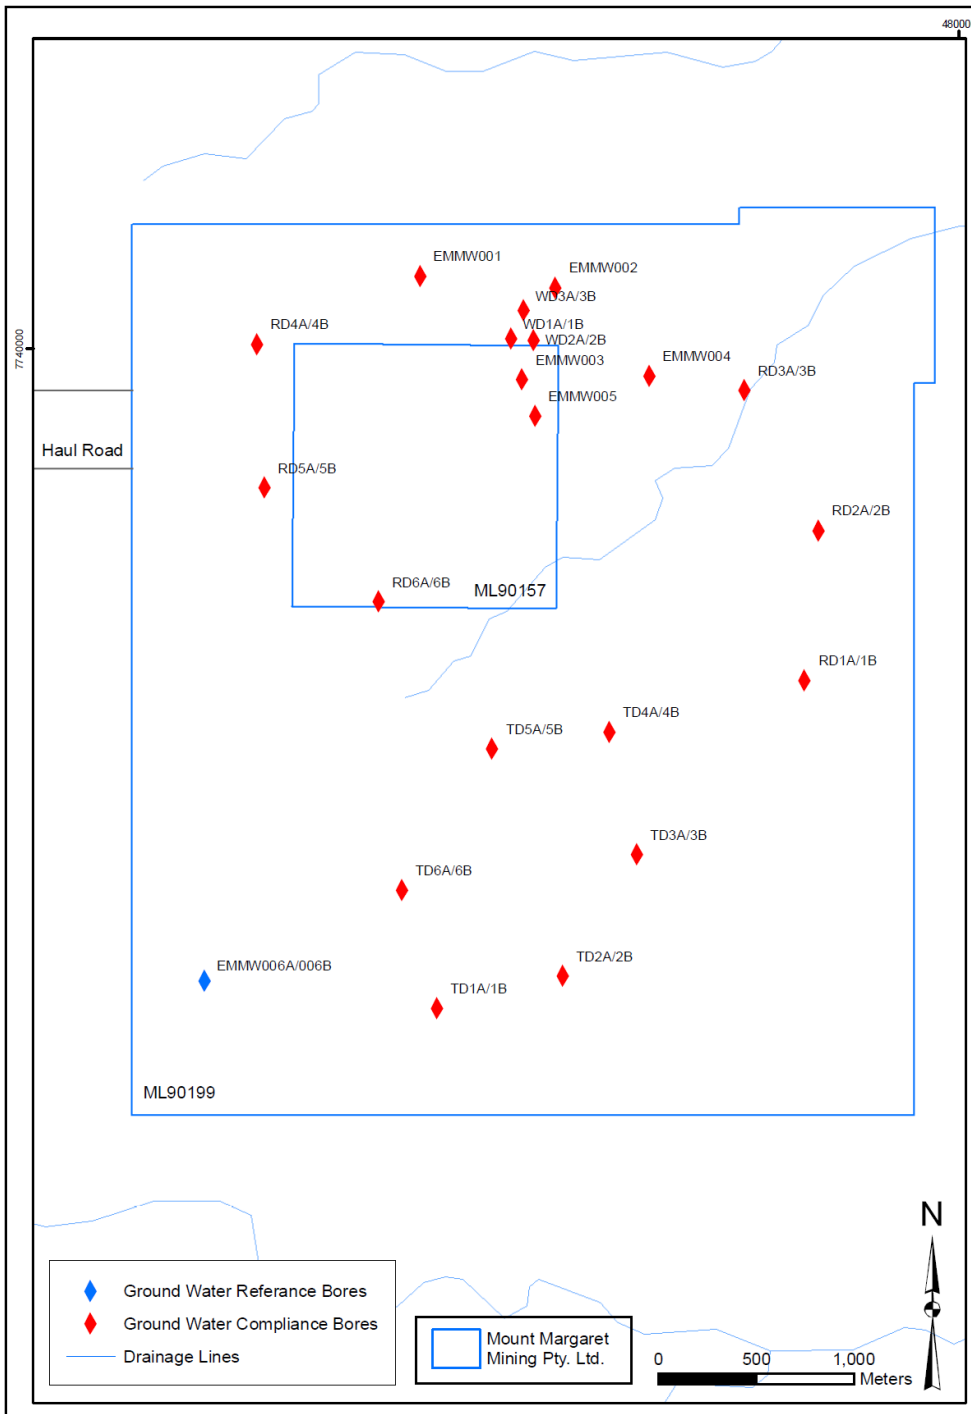 48000
7740000
EMMW001
EMMW002
WD3A/3B
RD4A/4B
WD1A/1B
WD2A/2B
EMMW003
EMMW004
RD3A/3B
EMMW005
Haul Road
RD5A/5B
RD2A/2B
RD6A/6B
ML90157
RD1A/1B
TD4A/4B
TD5A/5B
TD3A/3B
TD6A/6B
EMMW006A/006B
TD2A/2B
TD1A/1B
ML90199
N
Ground Water Referance Bores
Ground Water Compliance Bores
Drainage Lines
Mount Margaret
Mining Pty. Ltd.
0 500 1,000
Meters